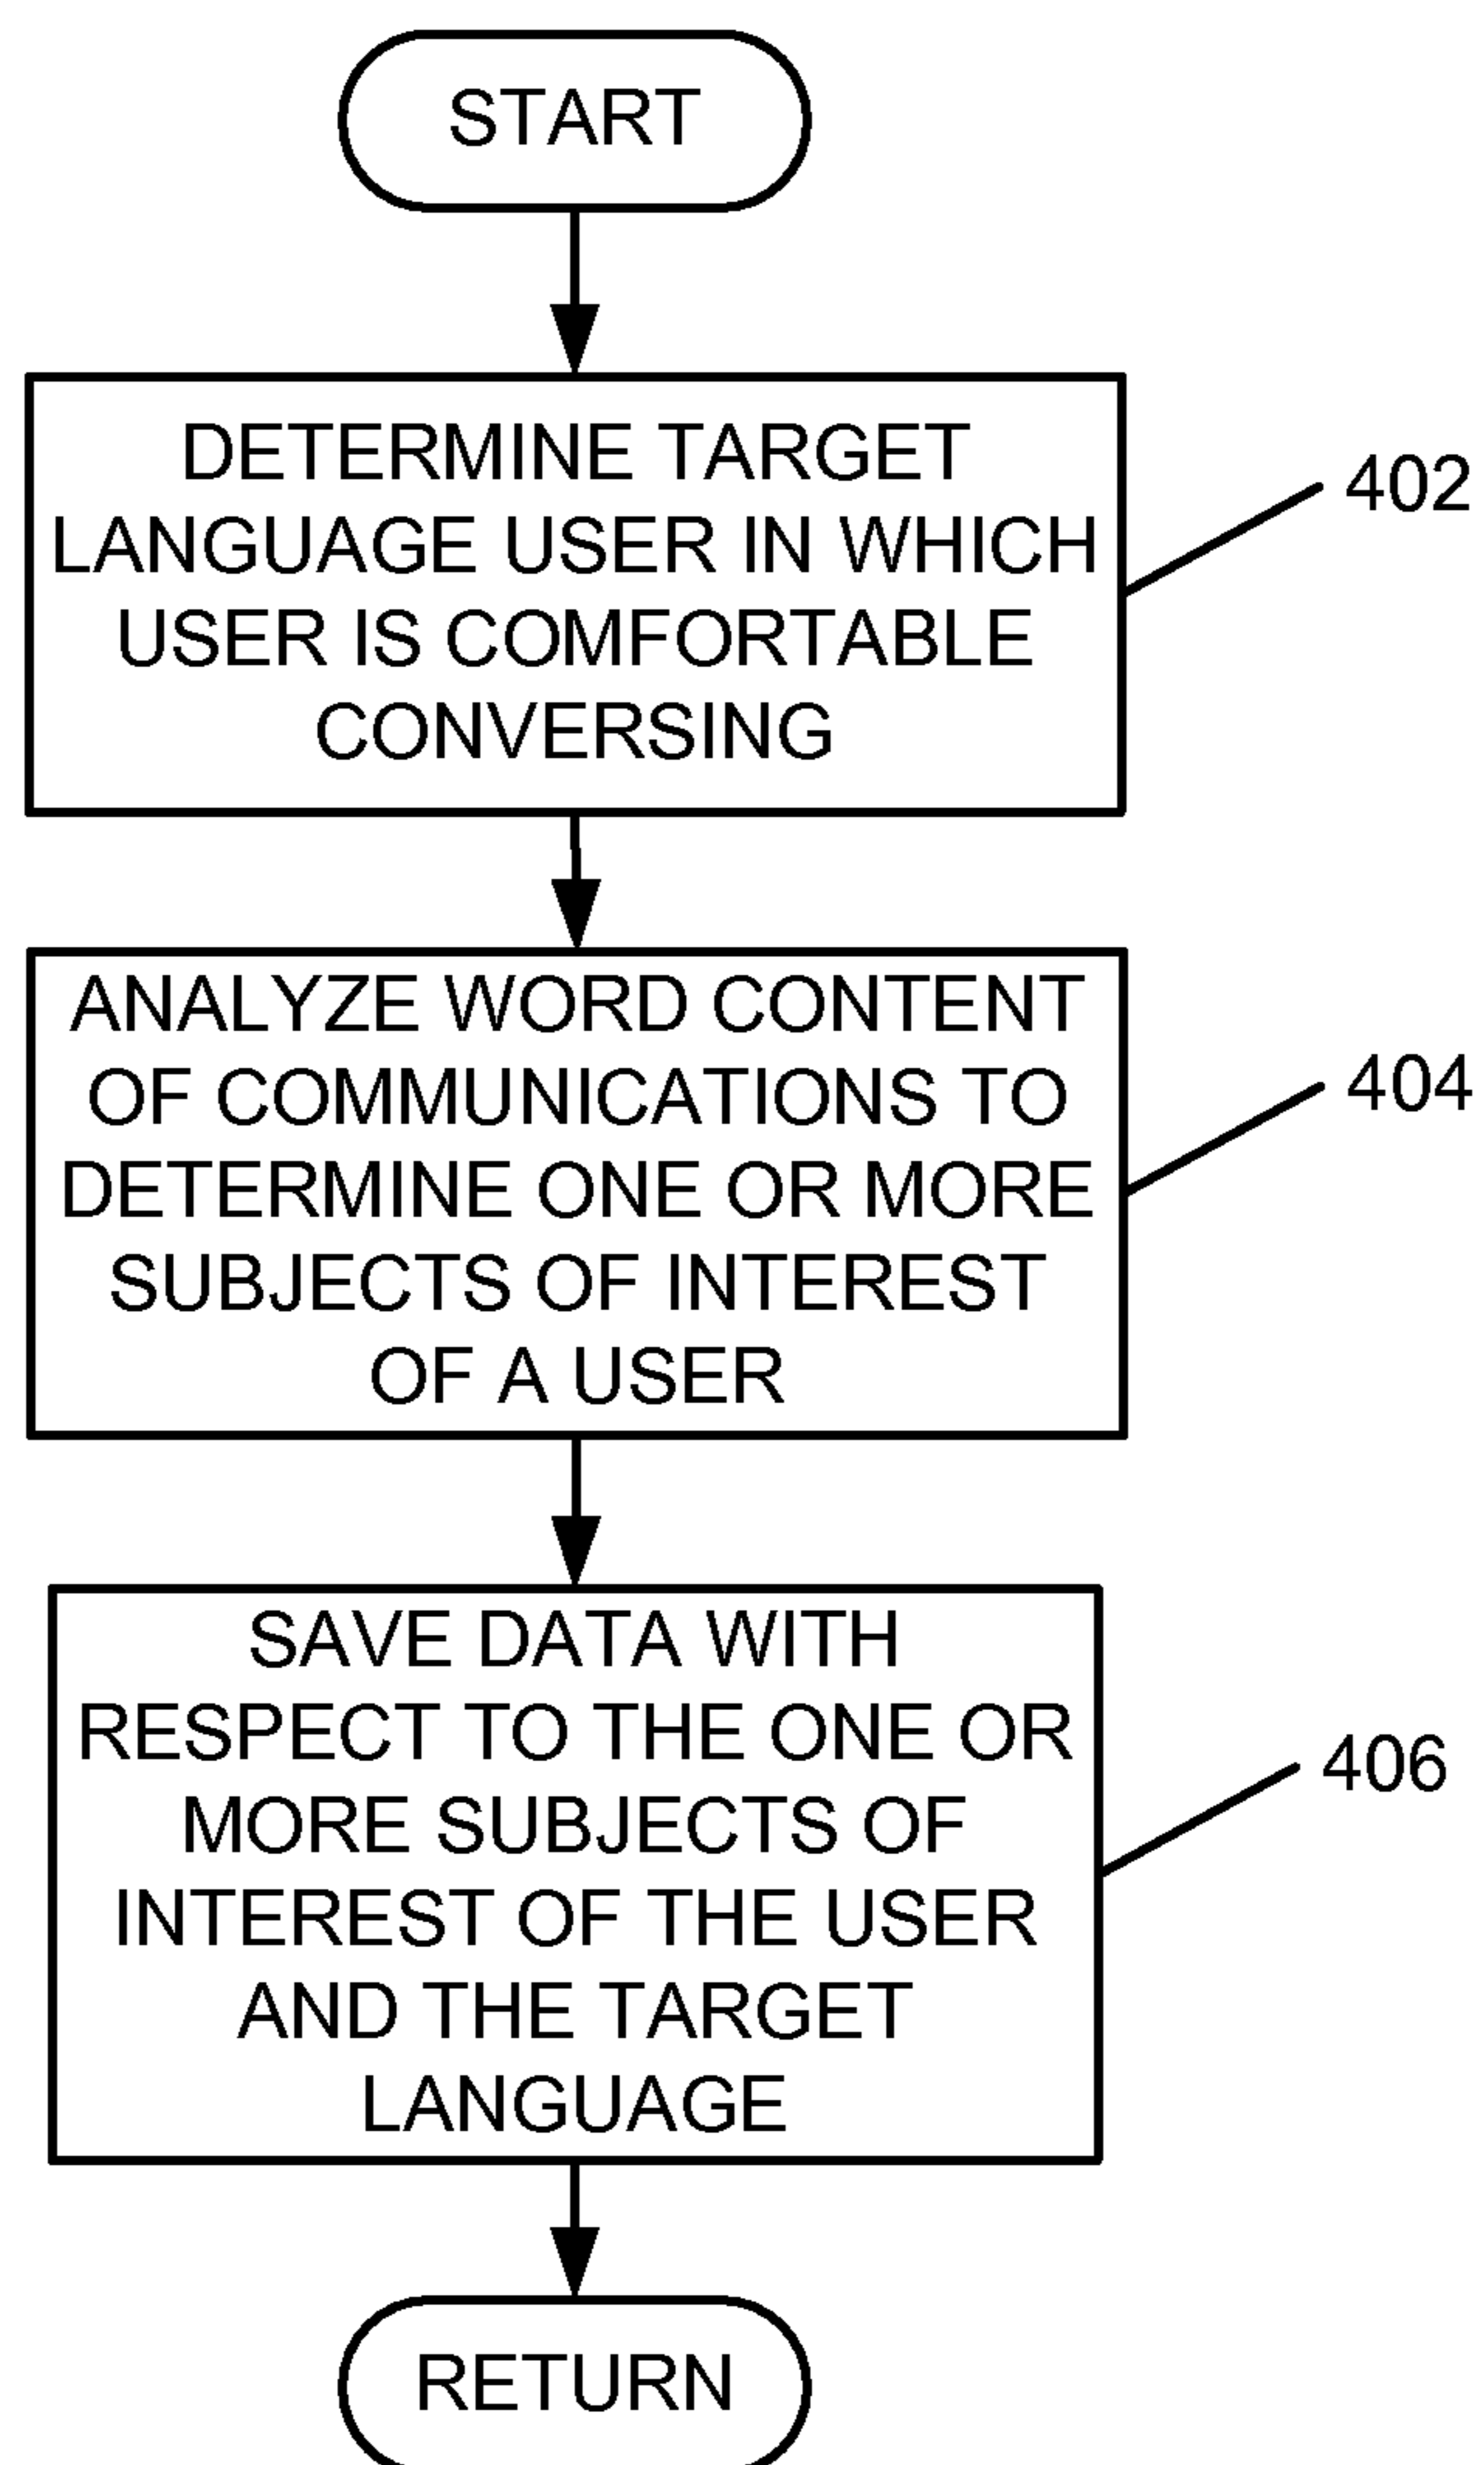 START
DETERMINE TARGET
LANGUAGE USER IN WHICH
USER IS COMFORTABLE
CONVERSING
402
ANALYZE WORD CONTENT
OF COMMUNICATIONS TO
DETERMINE ONE OR MORE
SUBJECTS OF INTEREST
OF A USER
404
SAVE DATA WITH
RESPECT TO THE ONE OR
MORE SUBJECTS OF
INTEREST OF THE USER
AND THE TARGET
LANGUAGE
406
RETURN